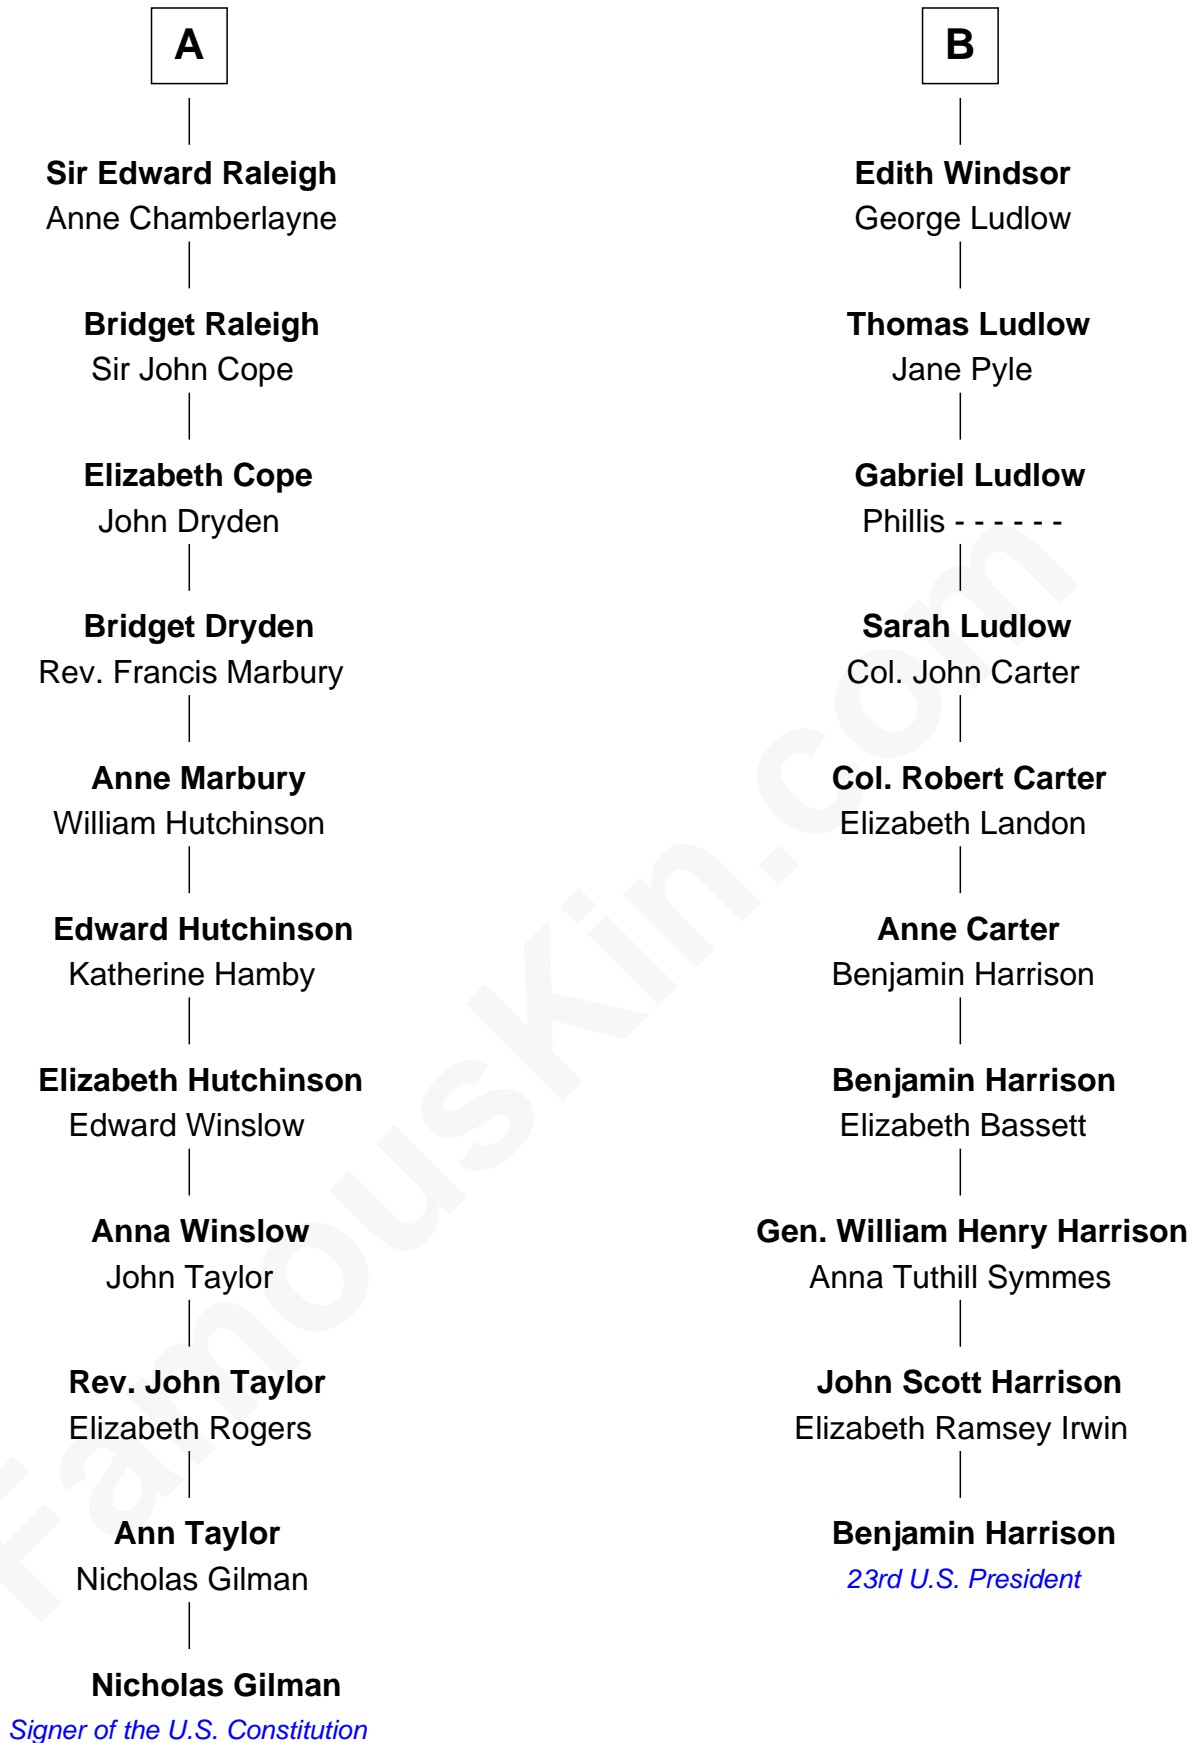 A
Sir Edward Raleigh
Anne Chamberlayne
Bridget Raleigh
Sir John Cope
Elizabeth Cope
John Dryden
Bridget Dryden
Rev. Francis Marbury
Anne Marbury
William Hutchinson
Edward Hutchinson
Katherine Hamby
Elizabeth Hutchinson
Edward Winslow
Anna Winslow
John Taylor
Rev. John Taylor
Elizabeth Rogers
Ann Taylor
Nicholas Gilman
Nicholas Gilman
Signer of the U.S. Constitution
B
Edith Windsor
George Ludlow
Thomas Ludlow
Jane Pyle
Gabriel Ludlow
Phillis - - - - - -
Sarah Ludlow
Col. John Carter
Col. Robert Carter
Elizabeth Landon
Anne Carter
Benjamin Harrison
Benjamin Harrison
Elizabeth Bassett
Gen. William Henry Harrison
Anna Tuthill Symmes
John Scott Harrison
Elizabeth Ramsey Irwin
Benjamin Harrison
23rd U.S. President
FamousKin.com